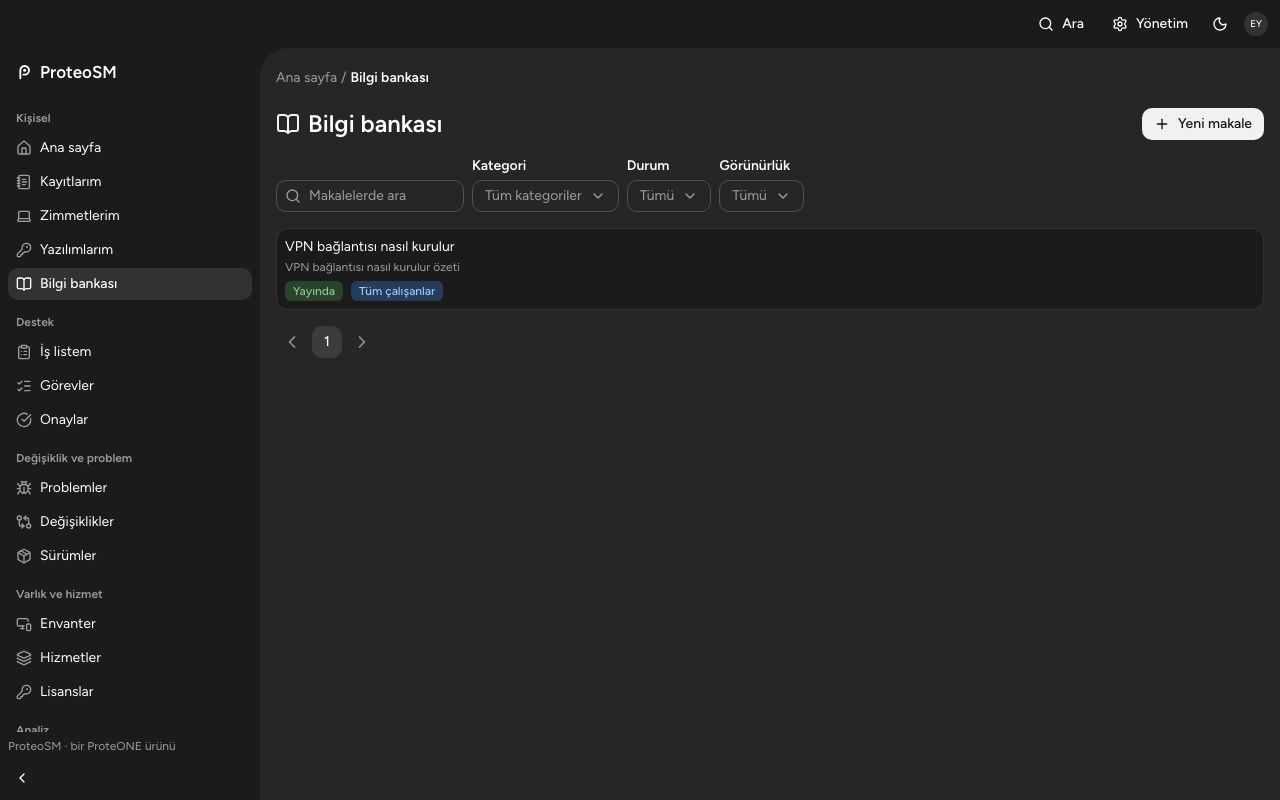 Ara
Yönetim
EY
ProteoSM
Kişisel
Ana sayfa
Kayıtlarım
Zimmetlerim
Yazılımlarım
Bilgi bankası
Destek
İş listem
Görevler
Onaylar
Değişiklik ve problem
Problemler
Değişiklikler
Sürümler
Varlık ve hizmet
Envanter
Hizmetler
Lisanslar
Analiz
ProteoSM · bir ProteONE ürünü
Ana sayfa / Bilgi bankası
Bilgi bankası
Yeni makale
Makalelerde ara
Kategori
Tüm kategoriler
Durum
Tümü
Görünürlük
Tümü
VPN bağlantısı nasıl kurulur
VPN bağlantısı nasıl kurulur özeti
Yayında
Tüm çalışanlar
1